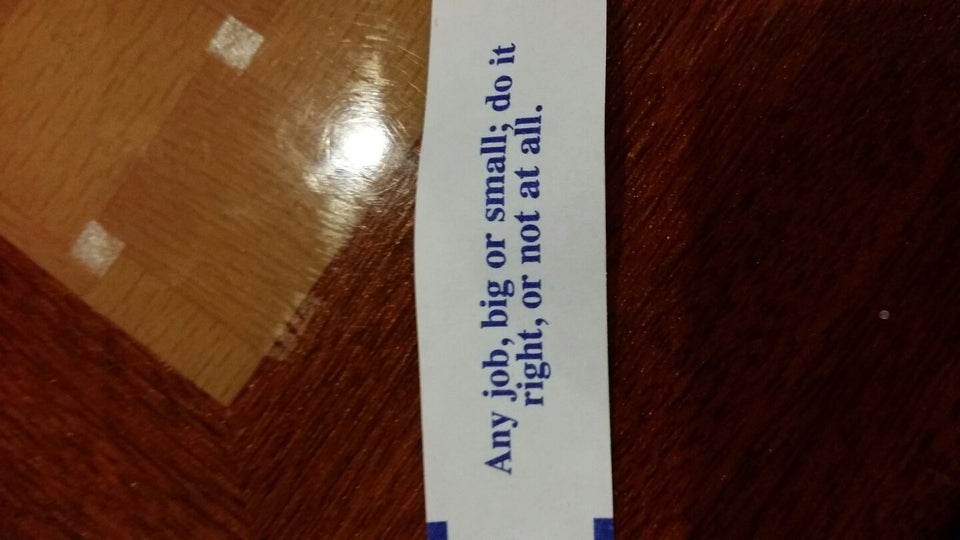 Any job, big or small; do it
right, or not at all.